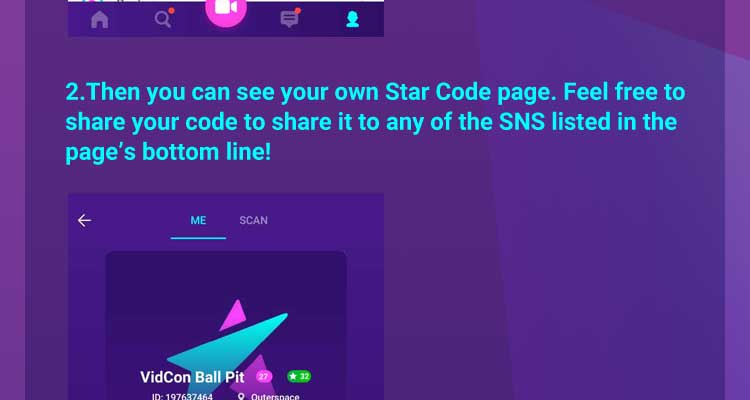 2.Then you can see your own Star Code page. Feel free to
share your code to share it to any of the SNS listed in the
page's bottom line!
ME SCAN
VidCon Ball Pit 27 ★ 32
ID: 197637464 Outerspace